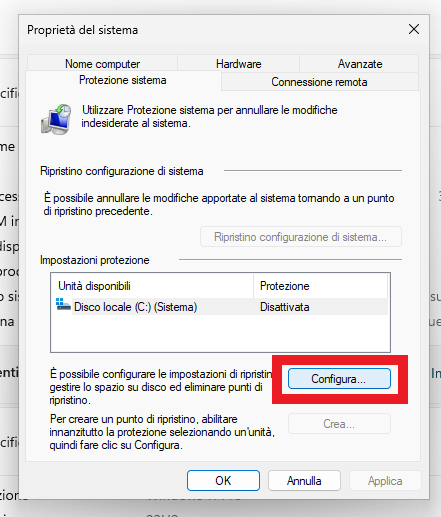 Proprietà del sistema
Nome computer
Hardware
Avanzate
Protezione sistema
Connessione remota
Utilizzare Protezione sistema per annullare le modifiche
indesiderate al sistema.
Ripristino configurazione di sistema
È possibile annullare le modifiche apportate al sistema tornando a un punto
di ripristino precedente.
Ripristino configurazione di sistema...
Impostazioni protezione
Unità disponibili Protezione
Disco locale (C:) (Sistema) Disattivata
È possibile configurare le impostazioni di ripristin
gestire lo spazio su disco ed eliminare punti di
ripristino.
Configura...
Per creare un punto di ripristino, abilitare
innanzitutto la protezione selezionando un'unità,
quindi fare clic su Configura.
Crea...
OK
Annulla
Applica